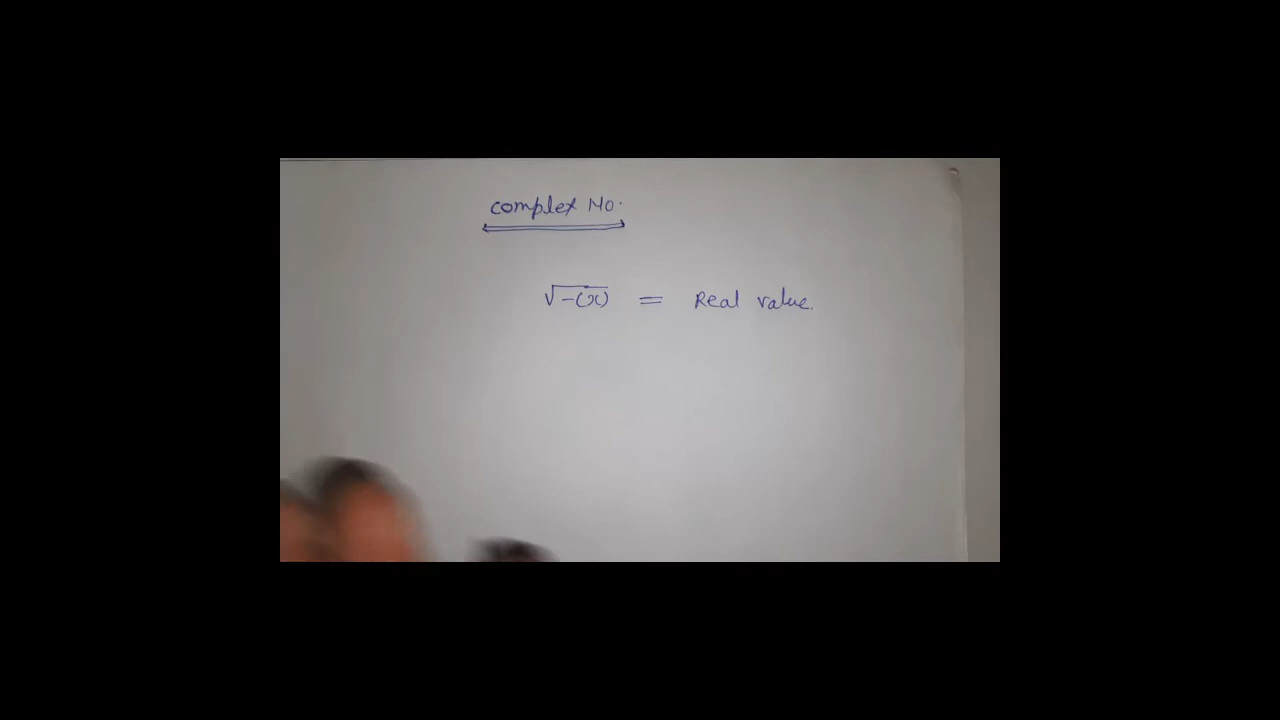 complex No.
√-(x) = Real value.